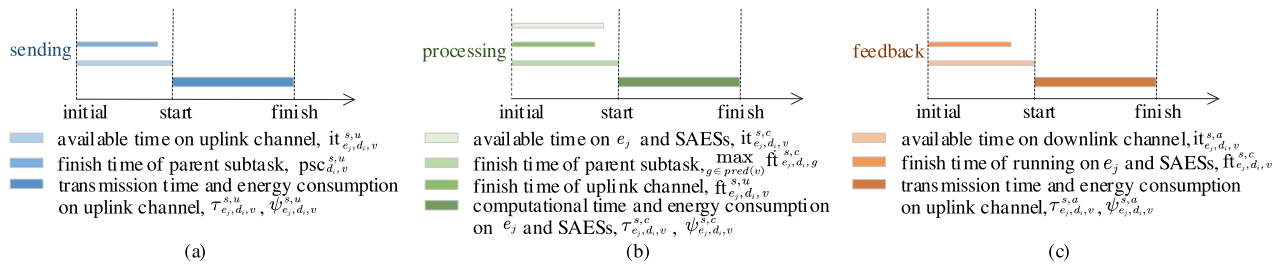 sending
initial start finish
available time on uplink channel, it^{s,u}_{e_j,d_i,v}
finish time of parent subtask, psc^{s,u}_{d_i,v}
transmission time and energy consumption
on uplink channel, τ^{s,u}_{e_j,d_i,v}, ψ^{s,u}_{e_j,d_i,v}
(a)
processing
initial start finish
available time on e_j and SAESs, it^{s,c}_{e_j,d_i,v}
finish time of parent subtask, max_{g∈pred(v)} ft^{s,c}_{e_j,d_i,g}
finish time of uplink channel, ft^{s,u}_{e_j,d_i,v}
computational time and energy consumption
on e_j and SAESs, τ^{s,c}_{e_j,d_i,v}, ψ^{s,c}_{e_j,d_i,v}
(b)
feedback
initial start finish
available time on downlink channel, it^{s,a}_{e_j,d_i,v}
finish time of running on e_j and SAESs, ft^{s,c}_{e_j,d_i,v}
transmission time and energy consumption
on uplink channel, τ^{s,a}_{e_j,d_i,v}, ψ^{s,a}_{e_j,d_i,v}
(c)